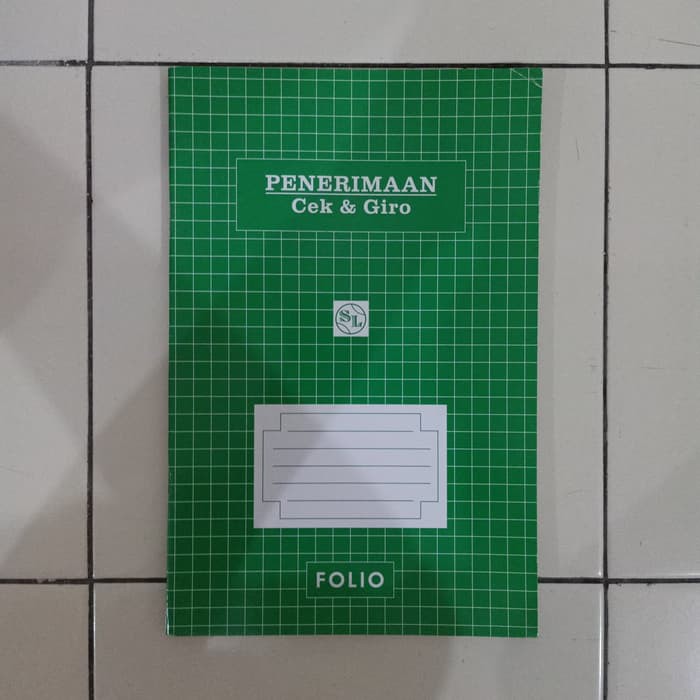 PENERIMAAN
Cek & Giro
SL
FOLIO